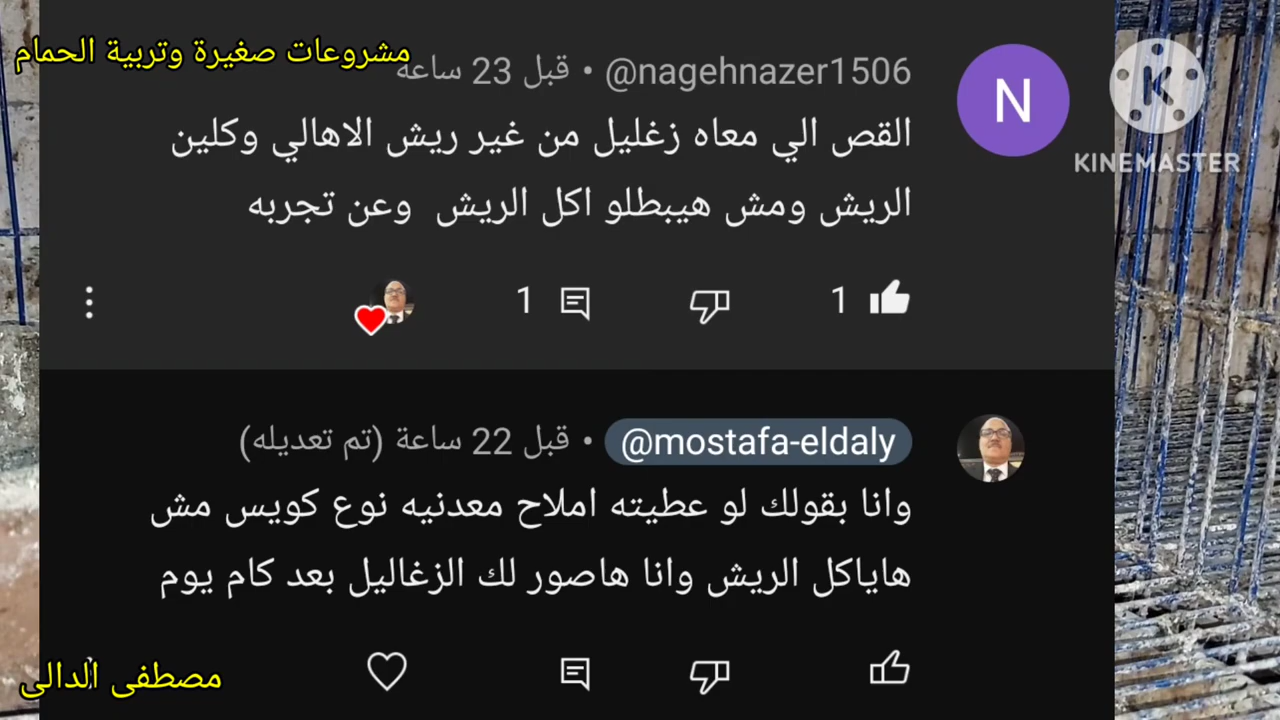 مشروعات صغيرة وتربية الحمام
@nagehnazer1506 • قبل 23 ساعة
N
KINEMASTER
القص الي معاه زغليل من غير ريش الاهالي وكلين
الريش ومش هيبطلو اكل الريش وعن تجربه
1
1
@mostafa-eldaly • قبل 22 ساعة (تم تعديله)
وانا بقولك لو عطيته املاح معدنيه نوع كويس مش
هاياكل الريش وانا هاصور لك الزغاليل بعد كام يوم
مصطفى الدالى